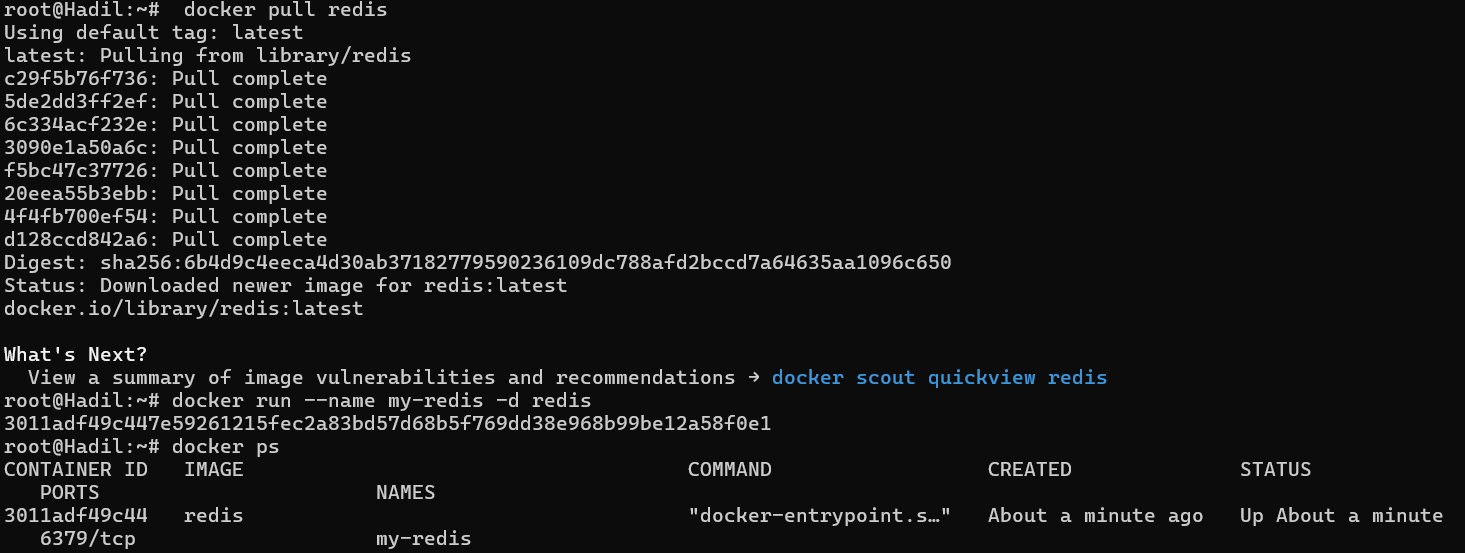 root@Hadil:~#  docker pull redis
Using default tag: latest
latest: Pulling from library/redis
c29f5b76f736: Pull complete
5de2dd3ff2ef: Pull complete
6c334acf232e: Pull complete
3090e1a50a6c: Pull complete
f5bc47c37726: Pull complete
20eea55b3ebb: Pull complete
4f4fb700ef54: Pull complete
d128ccd842a6: Pull complete
Digest: sha256:6b4d9c4eeca4d30ab37182779590236109dc788afd2bccd7a64635aa1096c650
Status: Downloaded newer image for redis:latest
docker.io/library/redis:latest
What's Next?
  View a summary of image vulnerabilities and recommendations → docker scout quickview redis
root@Hadil:~# docker run --name my-redis -d redis
3011adf49c447e59261215fec2a83bd57d68b5f769dd38e968b99be12a58f0e1
root@Hadil:~# docker ps
CONTAINER ID   IMAGE                                     COMMAND                  CREATED              STATUS
   PORTS                       NAMES
3011adf49c44   redis                                     "docker-entrypoint.s…"   About a minute ago   Up About a minute
   6379/tcp                    my-redis